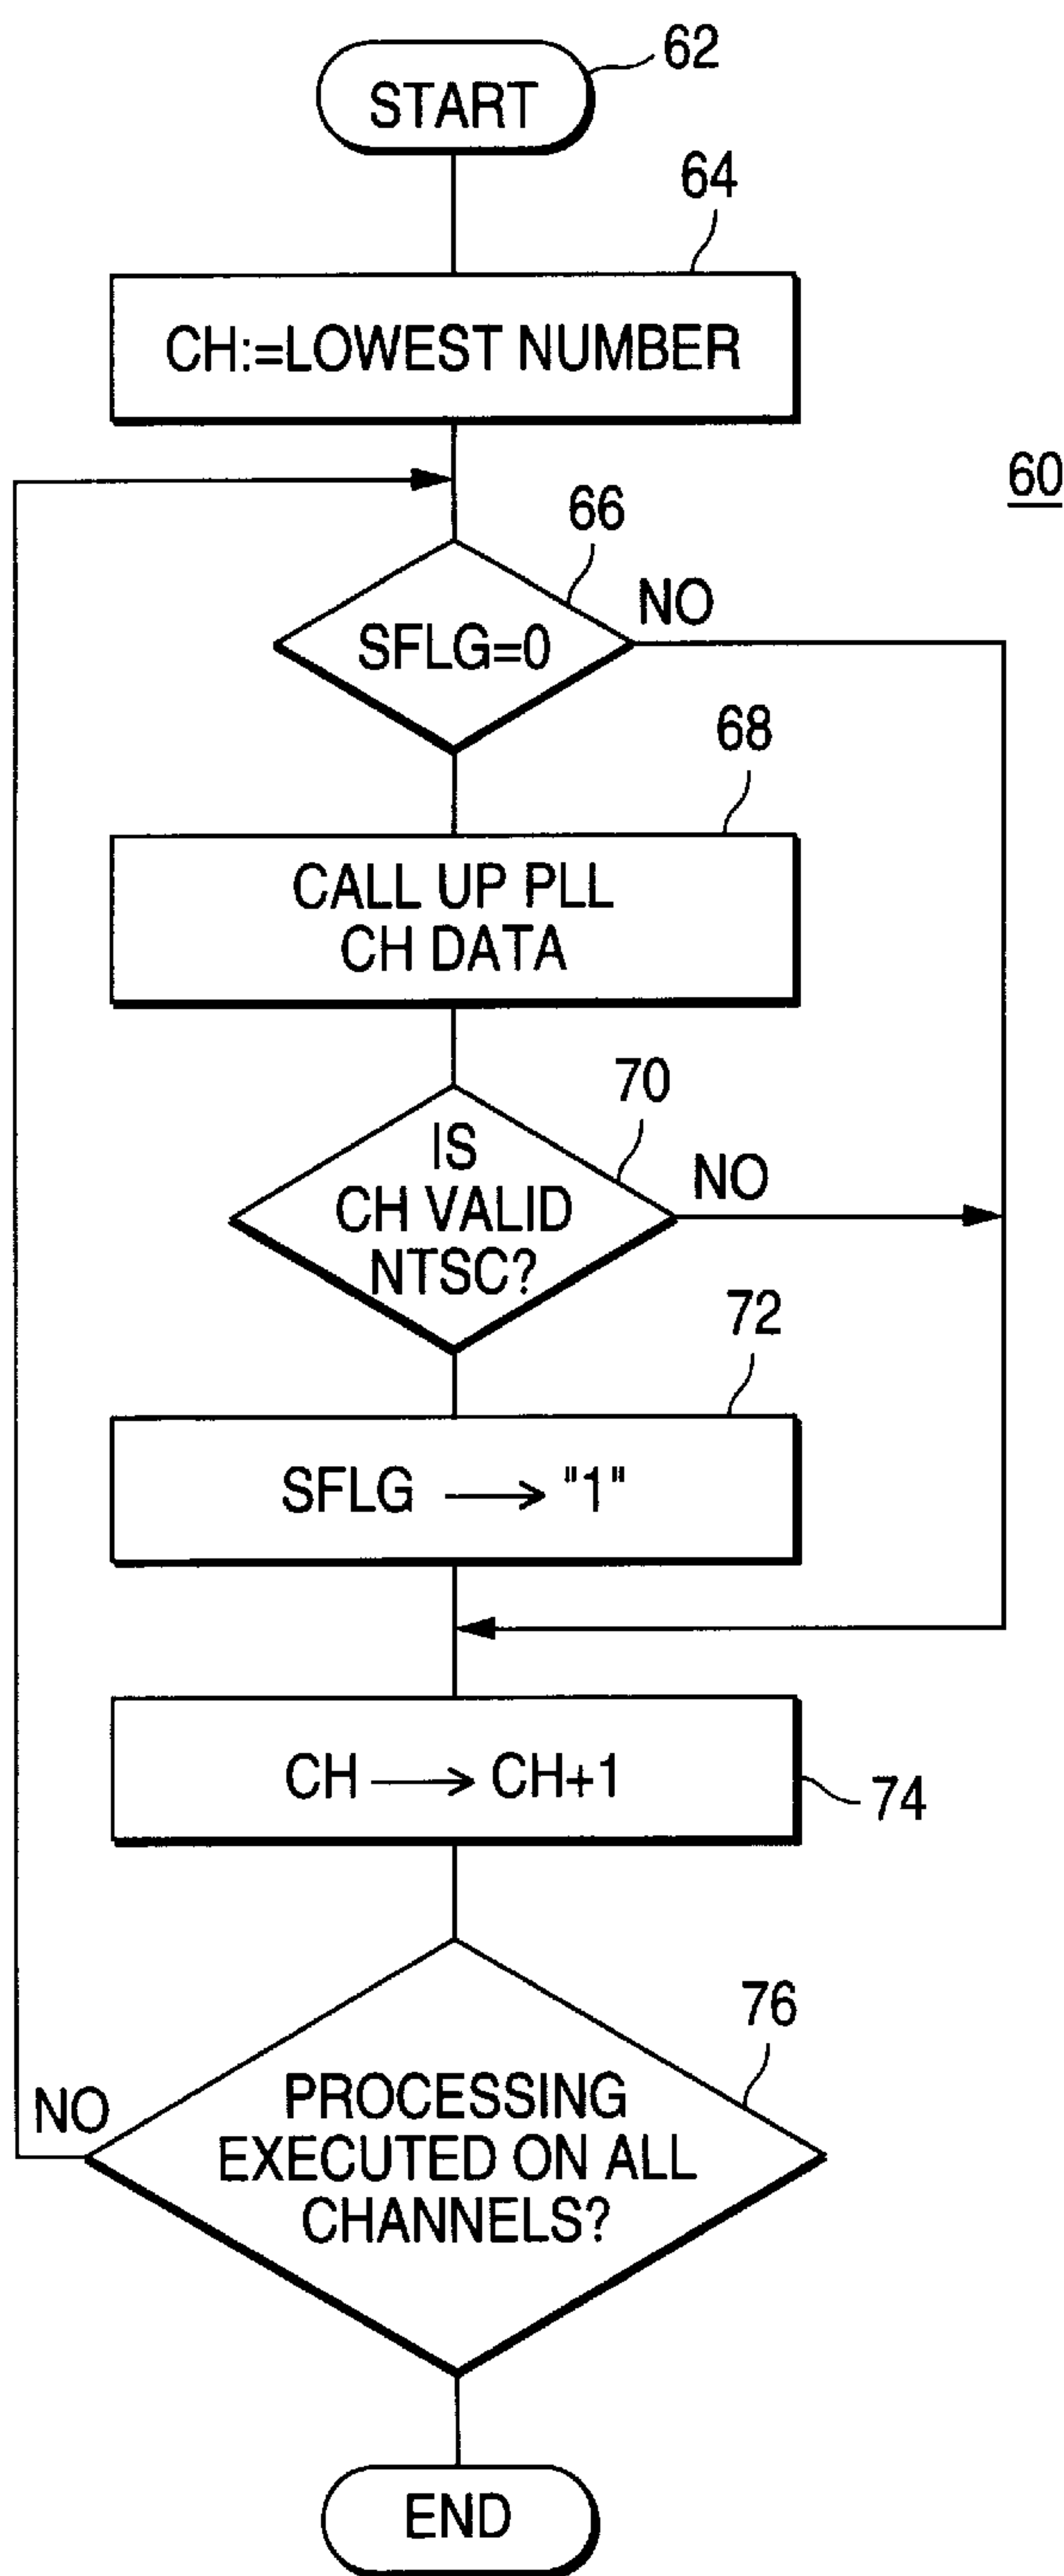 62
START
64
CH:=LOWEST NUMBER
60
66
NO
SFLG=0
68
CALL UP PLL
CH DATA
70
IS
NO
CH VALID
NTSC?
72
SFLG → "1"
CH → CH+1
74
76
NO
PROCESSING
EXECUTED ON ALL
CHANNELS?
END